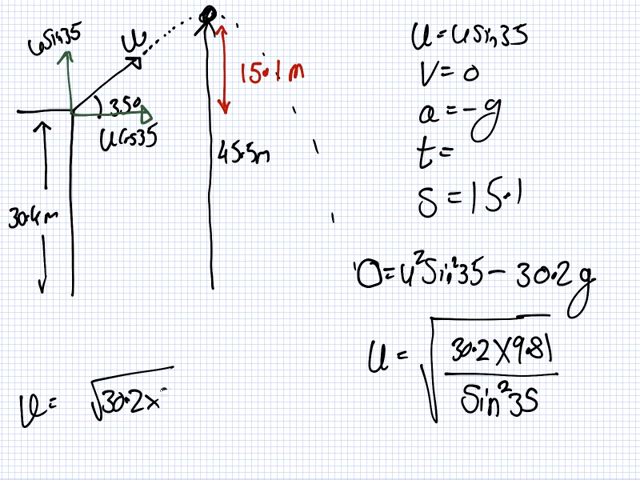 usin35
u
35°
ucos35
15.1m
45.5m
30.4m
u=usin35
v=0
a=-g
t=
s=15.1
0=u²sin²35-30.2g
u=√(30.2×9.81/sin²35)
u= √30.2×